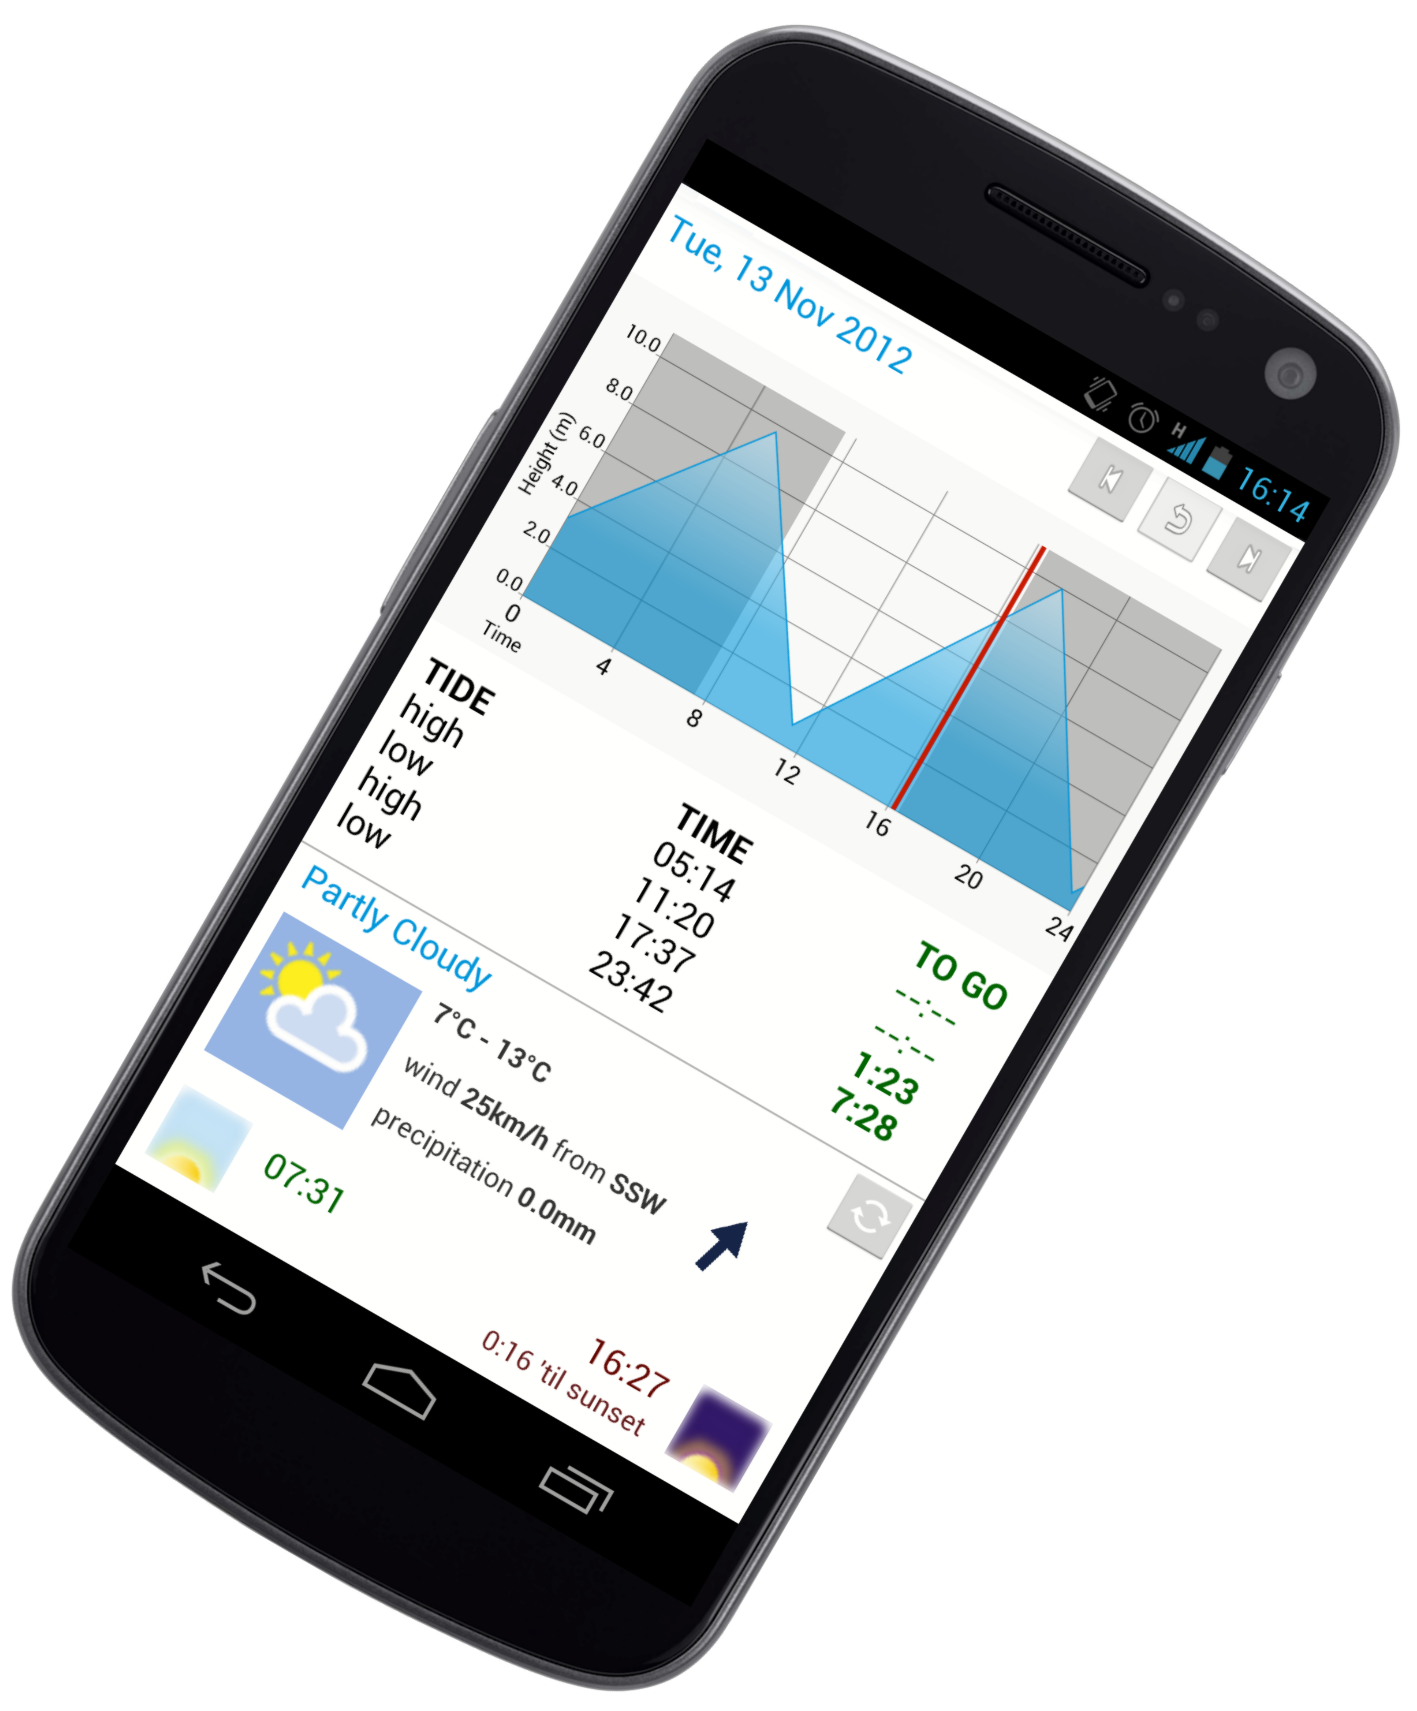 H 16:14
Tue, 13 Nov 2012
10.0
8.0
6.0
4.0
2.0
0.0
Height (m)
0 4 8 12 16 20 24
Time
TIDE TIME TO GO
high 05:14 --:--
low 11:20 --:--
high 17:37 1:23
low 23:42 7:28
Partly Cloudy
7°C - 13°C
wind 25km/h from SSW
precipitation 0.0mm
07:31 16:27
0:16 'til sunset